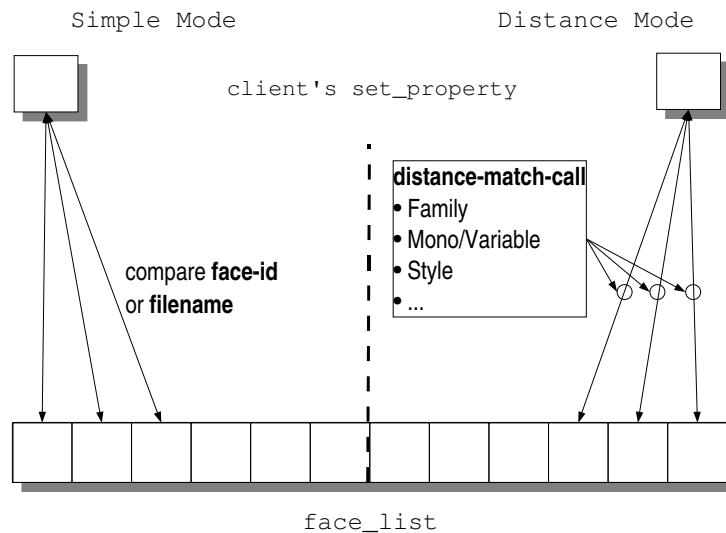 Simple Mode
Distance Mode
client's set_property
distance-match-call
• Family
• Mono/Variable
• Style
• ...
compare face-id
or filename
face_list